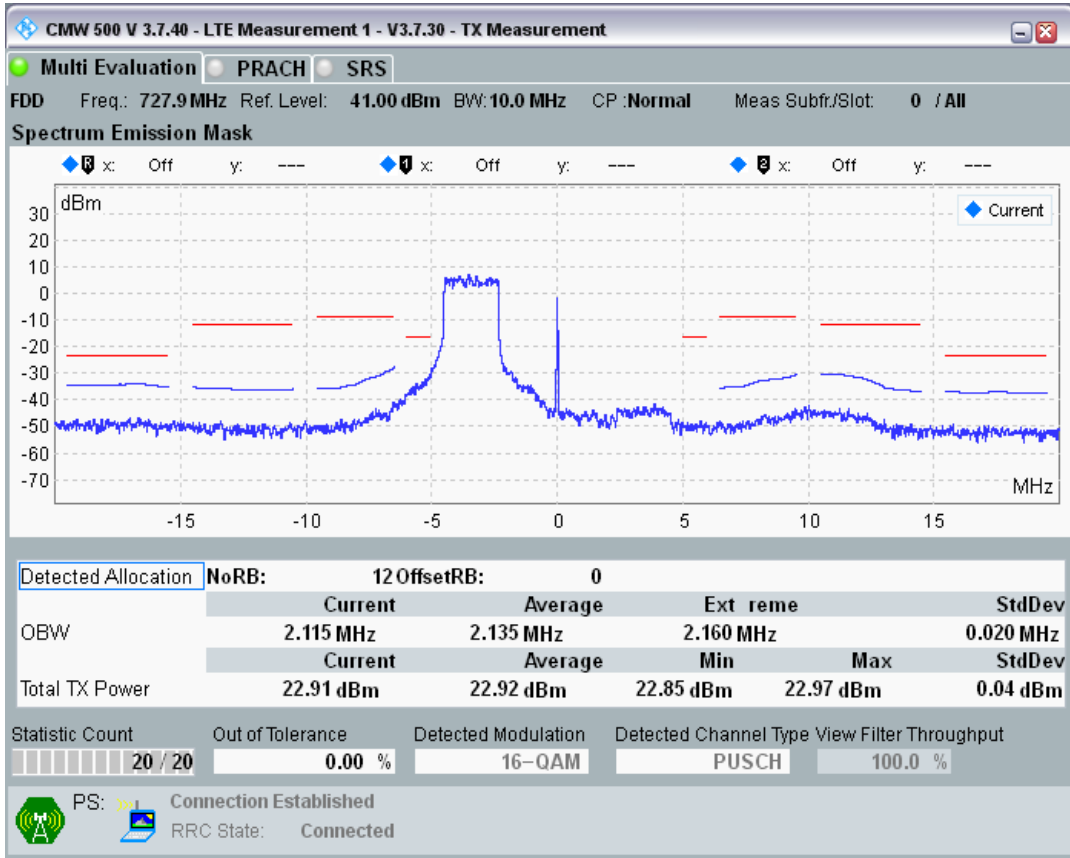 CMW 500 V 3.7.40 - LTE Measurement 1 - V3.7.30 - TX Measurement
Multi Evaluation PRACH SRS
FDD Freq.: 727.9 MHz Ref. Level: 41.00 dBm BW: 10.0 MHz CP :Normal Meas Subfr./Slot: 0 / All
Spectrum Emission Mask
R x: Off y: --- 1 x: Off y: --- 2 x: Off y: ---
dBm
Current
30
20
10
0
-10
-20
-30
-40
-50
-60
-70
MHz
-15 -10 -5 0 5 10 15
Detected Allocation NoRB: 12 OffsetRB: 0
Current Average Ext reme StdDev
OBW 2.115 MHz 2.135 MHz 2.160 MHz 0.020 MHz
Current Average Min Max StdDev
Total TX Power 22.91 dBm 22.92 dBm 22.85 dBm 22.97 dBm 0.04 dBm
Statistic Count Out of Tolerance Detected Modulation Detected Channel Type View Filter Throughput
20 / 20 0.00 % 16-QAM PUSCH 100.0 %
PS: Connection Established
RRC State: Connected